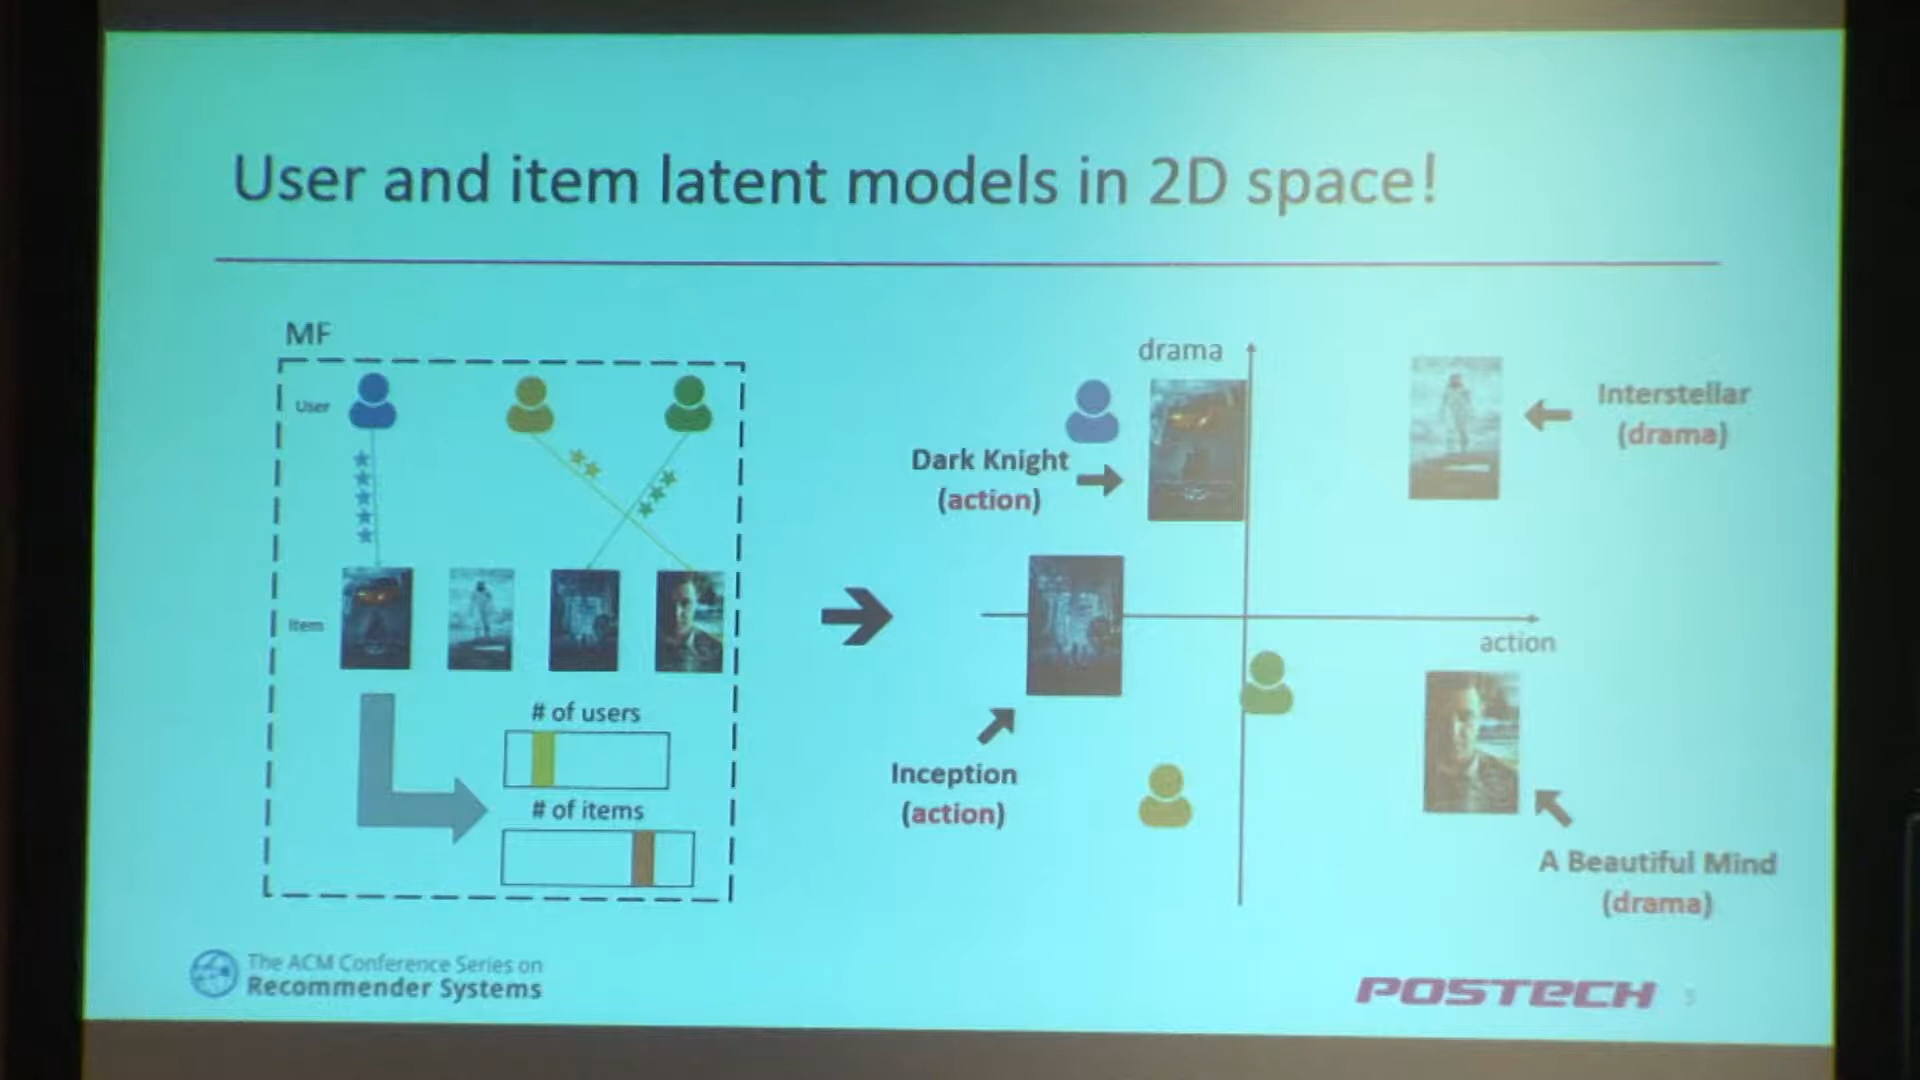 User and item latent models in 2D space!
MF
User
Item
# of users
# of items
drama
action
Dark Knight
(action)
Interstellar
(drama)
Inception
(action)
A Beautiful Mind
(drama)
The ACM Conference Series on
Recommender Systems
POSTECH